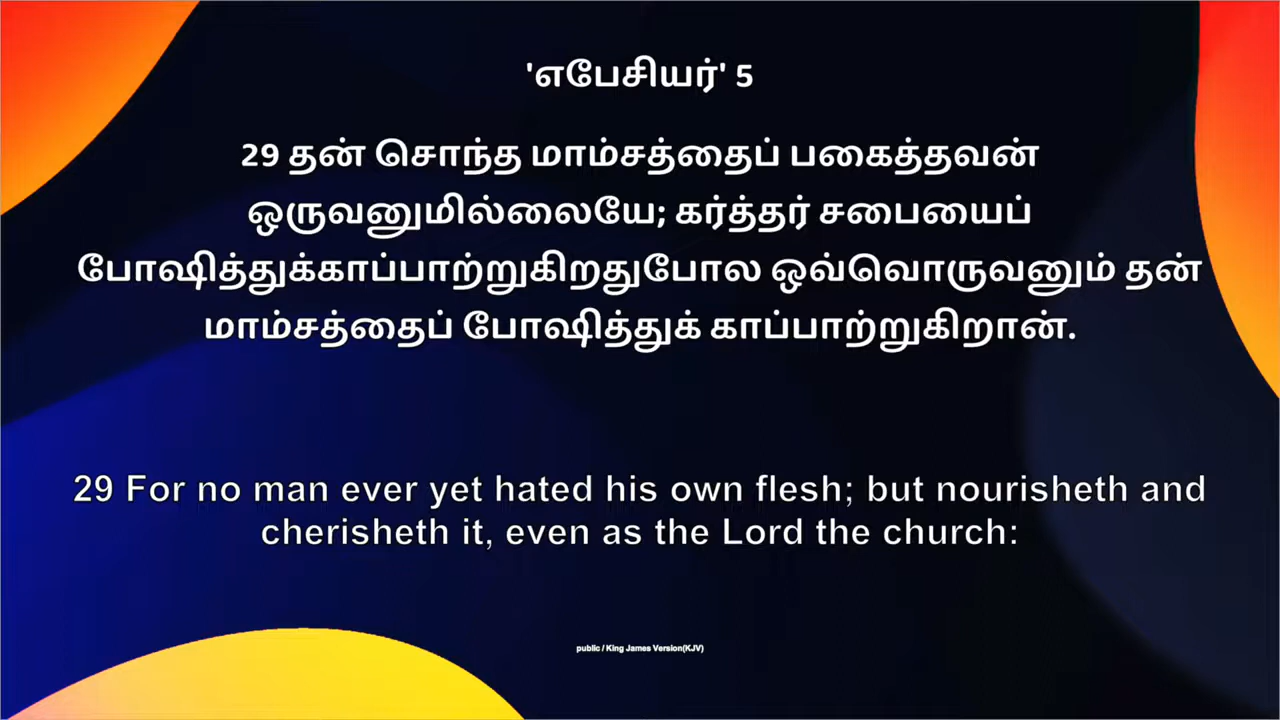 'எபேசியர்' 5
29 தன் சொந்த மாம்சத்தைப் பகைத்தவன்
ஒருவனுமில்லையே; கர்த்தர் சபையைப்
போஷித்துக்காப்பாற்றுகிறதுபோல ஒவ்வொருவனும் தன்
மாம்சத்தைப் போஷித்துக் காப்பாற்றுகிறான்.
29 For no man ever yet hated his own flesh; but nourisheth and
cherisheth it, even as the Lord the church:
public / King James Version(KJV)